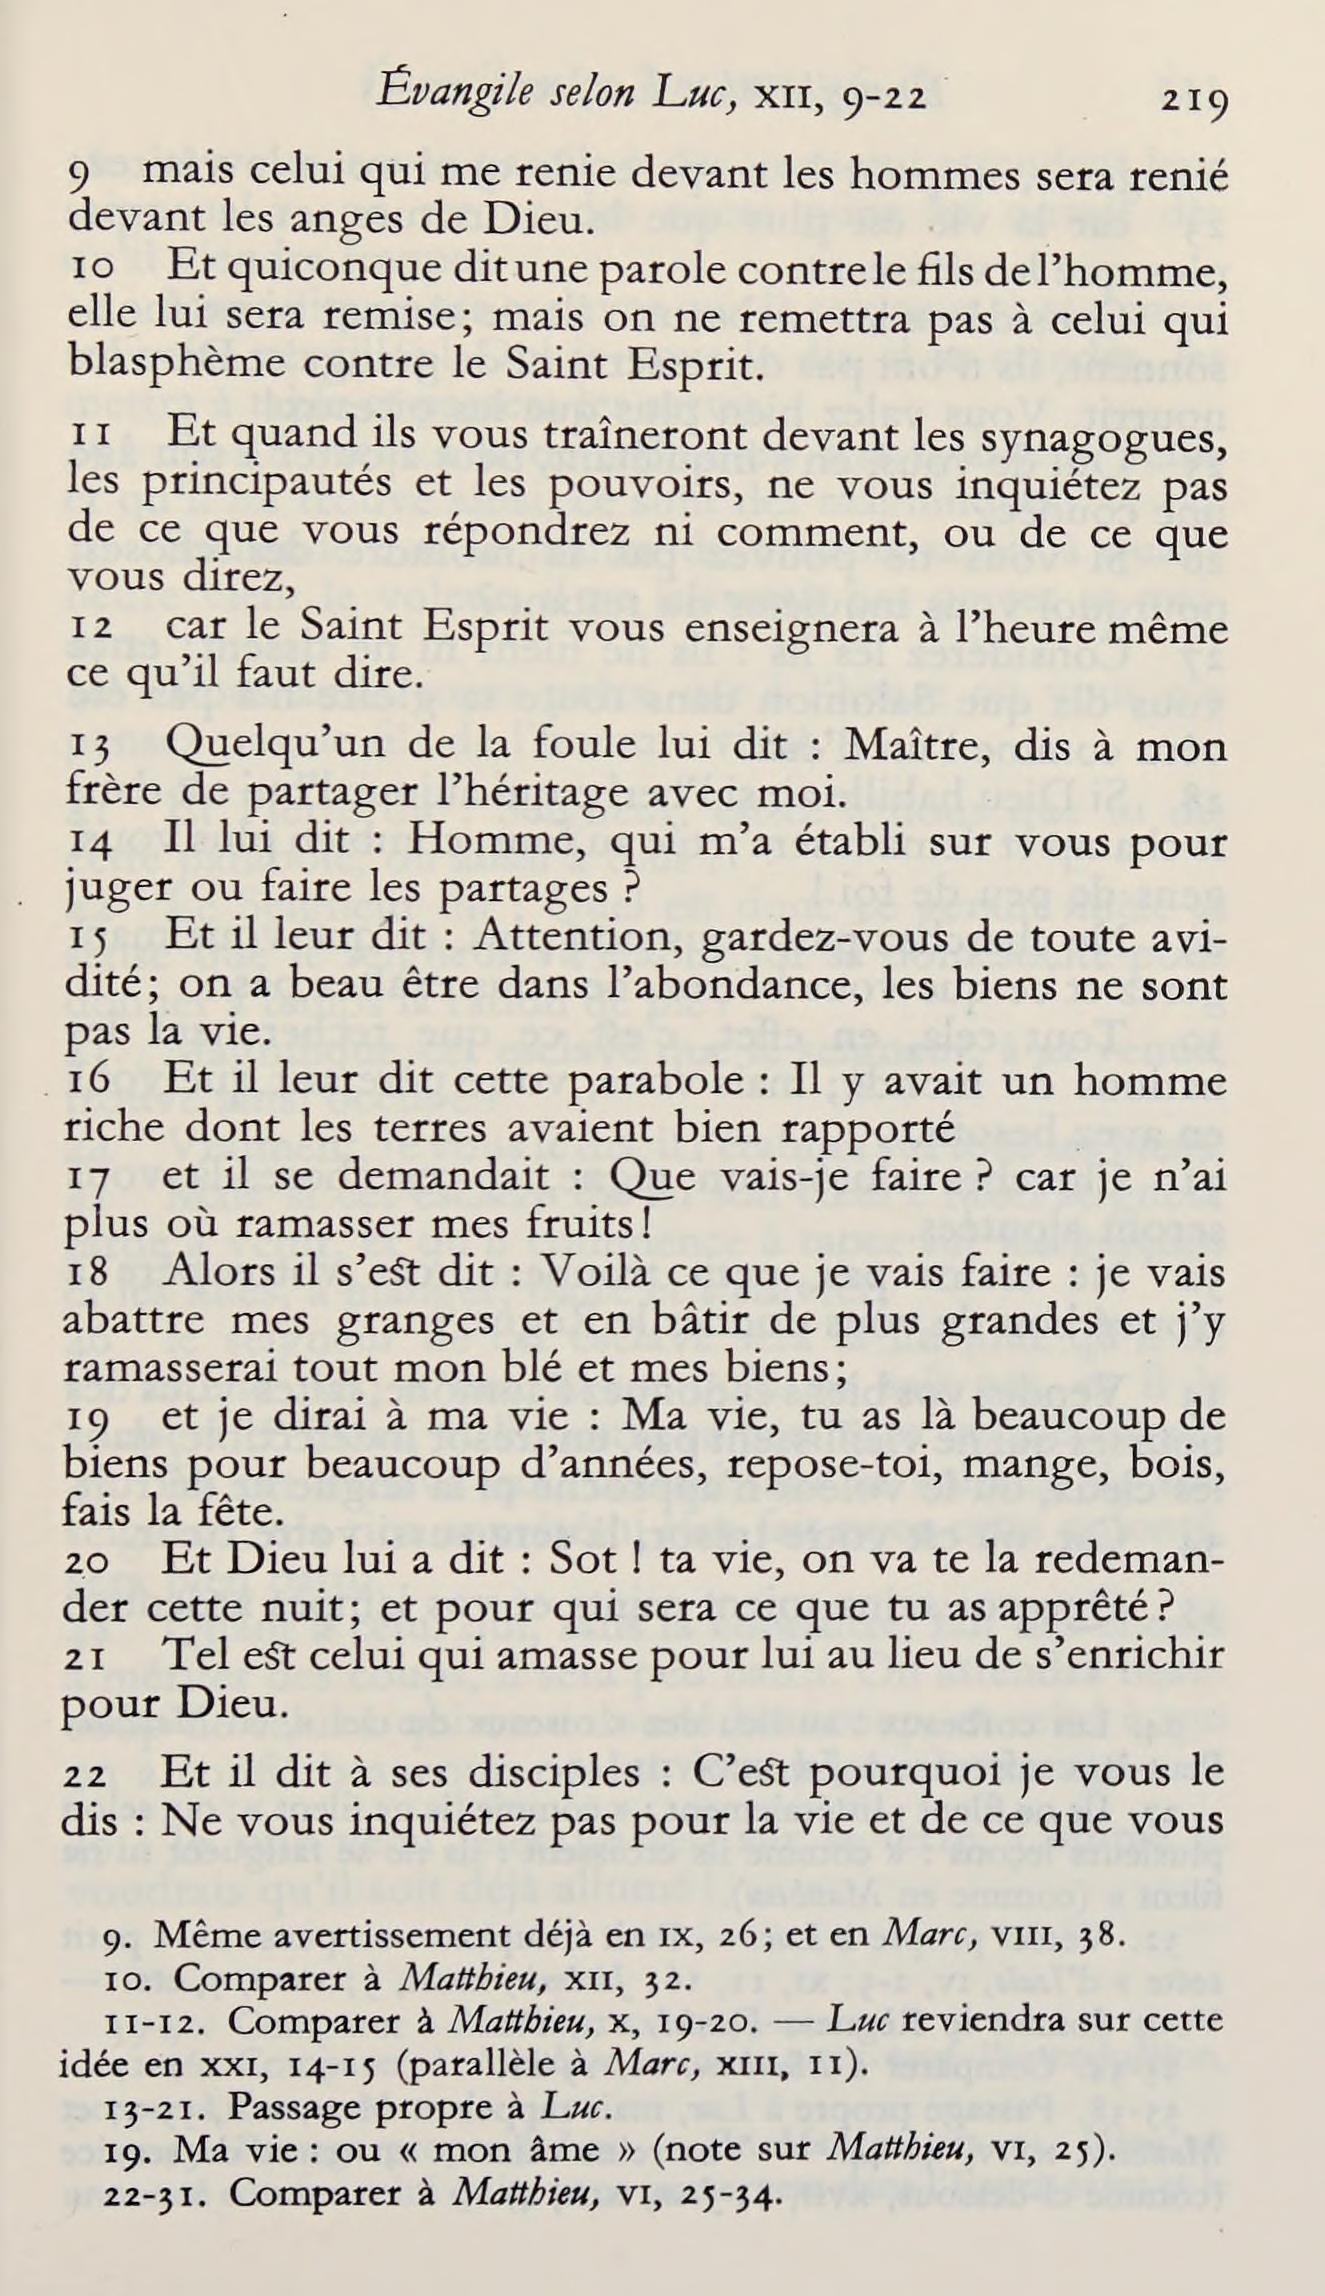 Évangile selon Luc, XII, 9-22 219
9 mais celui qui me renie devant les hommes sera renié
devant les anges de Dieu.
10 Et quiconque dit une parole contre le fils de l'homme,
elle lui sera remise; mais on ne remettra pas à celui qui
blasphème contre le Saint Esprit.
11 Et quand ils vous traîneront devant les synagogues,
les principautés et les pouvoirs, ne vous inquiétez pas
de ce que vous répondrez ni comment, ou de ce que
vous direz,
12 car le Saint Esprit vous enseignera à l'heure même
ce qu'il faut dire.
13 Quelqu'un de la foule lui dit : Maître, dis à mon
frère de partager l'héritage avec moi.
14 Il lui dit : Homme, qui m'a établi sur vous pour
juger ou faire les partages ?
15 Et il leur dit : Attention, gardez-vous de toute avi-
dité; on a beau être dans l'abondance, les biens ne sont
pas la vie.
16 Et il leur dit cette parabole : Il y avait un homme
riche dont les terres avaient bien rapporté
17 et il se demandait : Que vais-je faire ? car je n'ai
plus où ramasser mes fruits !
18 Alors il s'est dit : Voilà ce que je vais faire : je vais
abattre mes granges et en bâtir de plus grandes et j'y
ramasserai tout mon blé et mes biens;
19 et je dirai à ma vie : Ma vie, tu as là beaucoup de
biens pour beaucoup d'années, repose-toi, mange, bois,
fais la fête.
20 Et Dieu lui a dit : Sot ! ta vie, on va te la redeman-
der cette nuit; et pour qui sera ce que tu as apprêté ?
21 Tel est celui qui amasse pour lui au lieu de s'enrichir
pour Dieu.
22 Et il dit à ses disciples : C'est pourquoi je vous le
dis : Ne vous inquiétez pas pour la vie et de ce que vous
9. Même avertissement déjà en IX, 26; et en Marc, VIII, 38.
10. Comparer à Matthieu, XII, 32.
11-12. Comparer à Matthieu, X, 19-20. — Luc reviendra sur cette
idée en XXI, 14-15 (parallèle à Marc, XIII, 11).
13-21. Passage propre à Luc.
19. Ma vie : ou « mon âme » (note sur Matthieu, VI, 25).
22-31. Comparer à Matthieu, VI, 25-34.